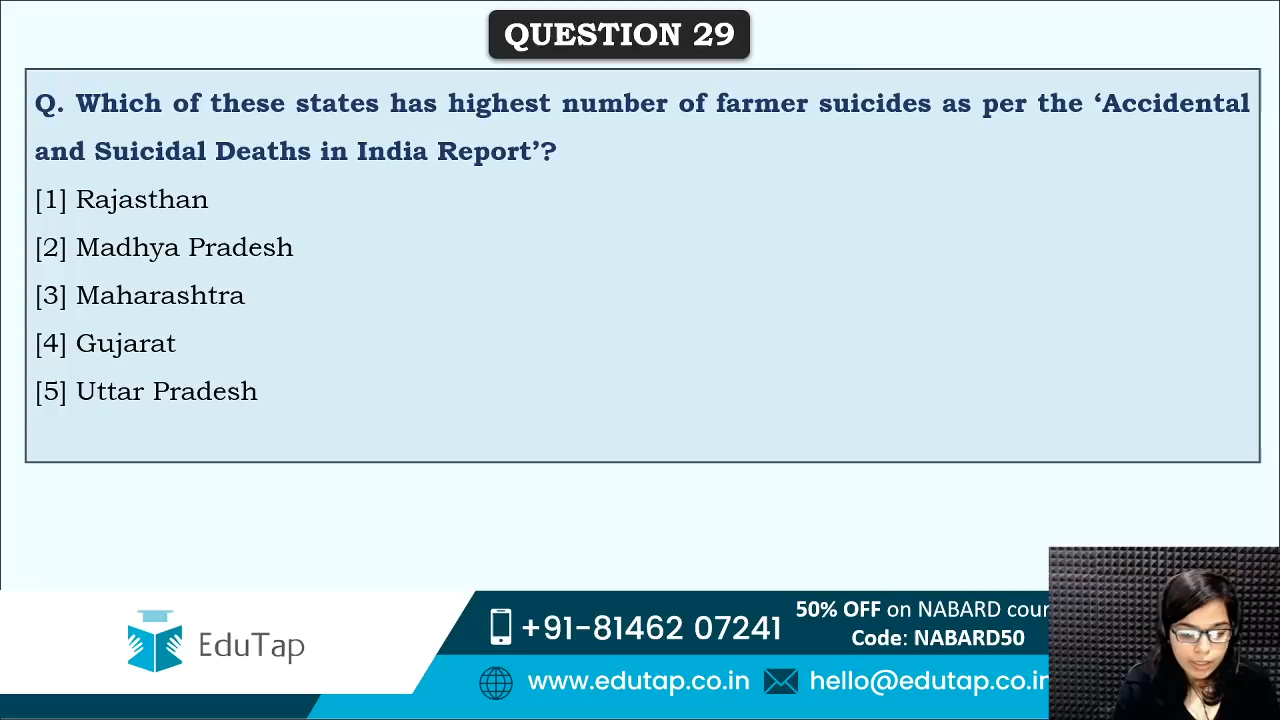 QUESTION 29
Q. Which of these states has highest number of farmer suicides as per the ‘Accidental
and Suicidal Deaths in India Report’?
[1] Rajasthan
[2] Madhya Pradesh
[3] Maharashtra
[4] Gujarat
[5] Uttar Pradesh
EduTap
+91-81462 07241
50% OFF on NABARD cour
Code: NABARD50
www.edutap.co.in
hello@edutap.co.in